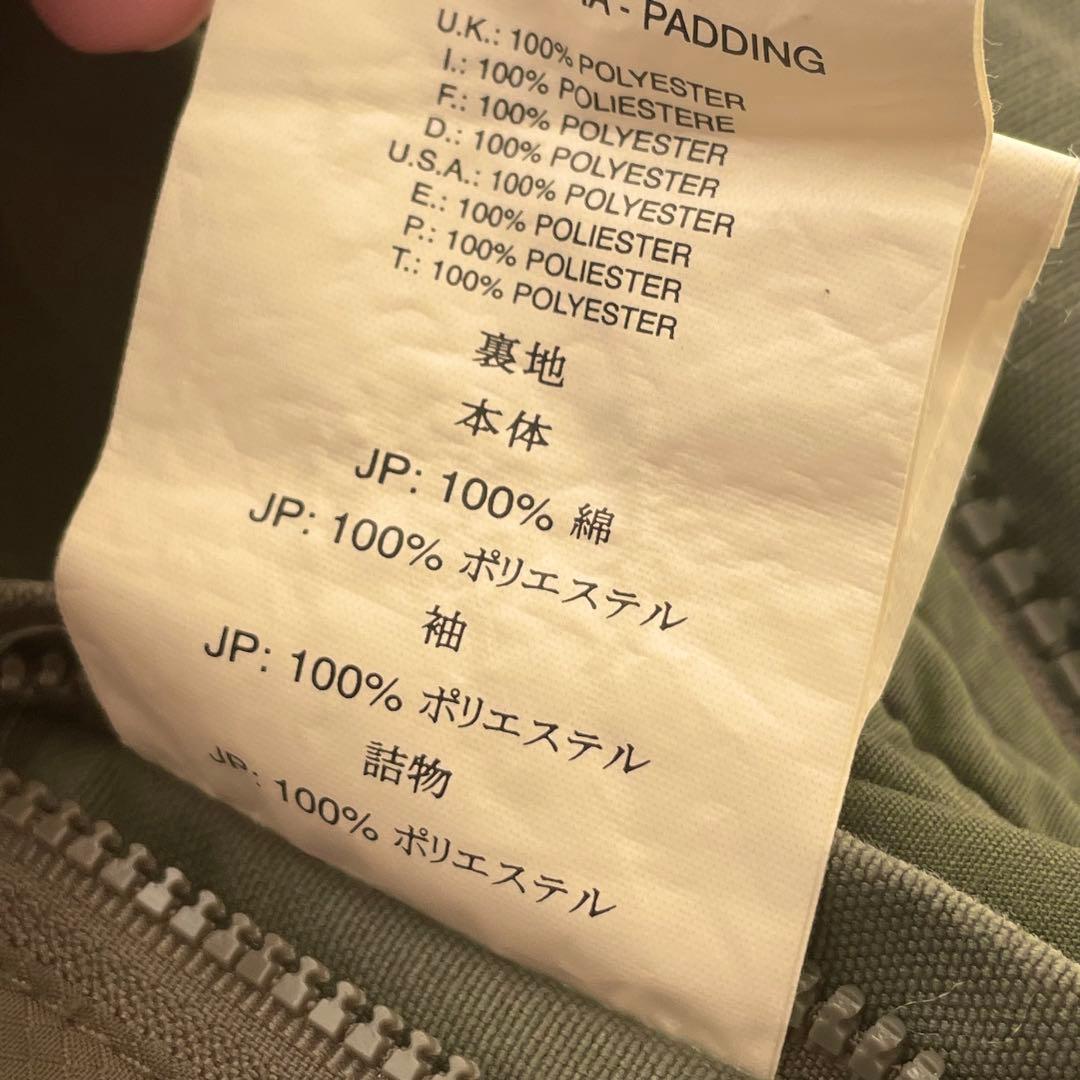 - PADDING
U.K.: 100% POLYESTER
I.: 100% POLIESTERE
F.: 100% POLYESTER
D.: 100% POLYESTER
U.S.A.: 100% POLYESTER
E.: 100% POLIESTER
P.: 100% POLIESTER
T.: 100% POLYESTER
裏地
本体
JP: 100% 綿
JP: 100% ポリエステル
袖
JP: 100% ポリエステル
詰物
JP: 100% ポリエステル